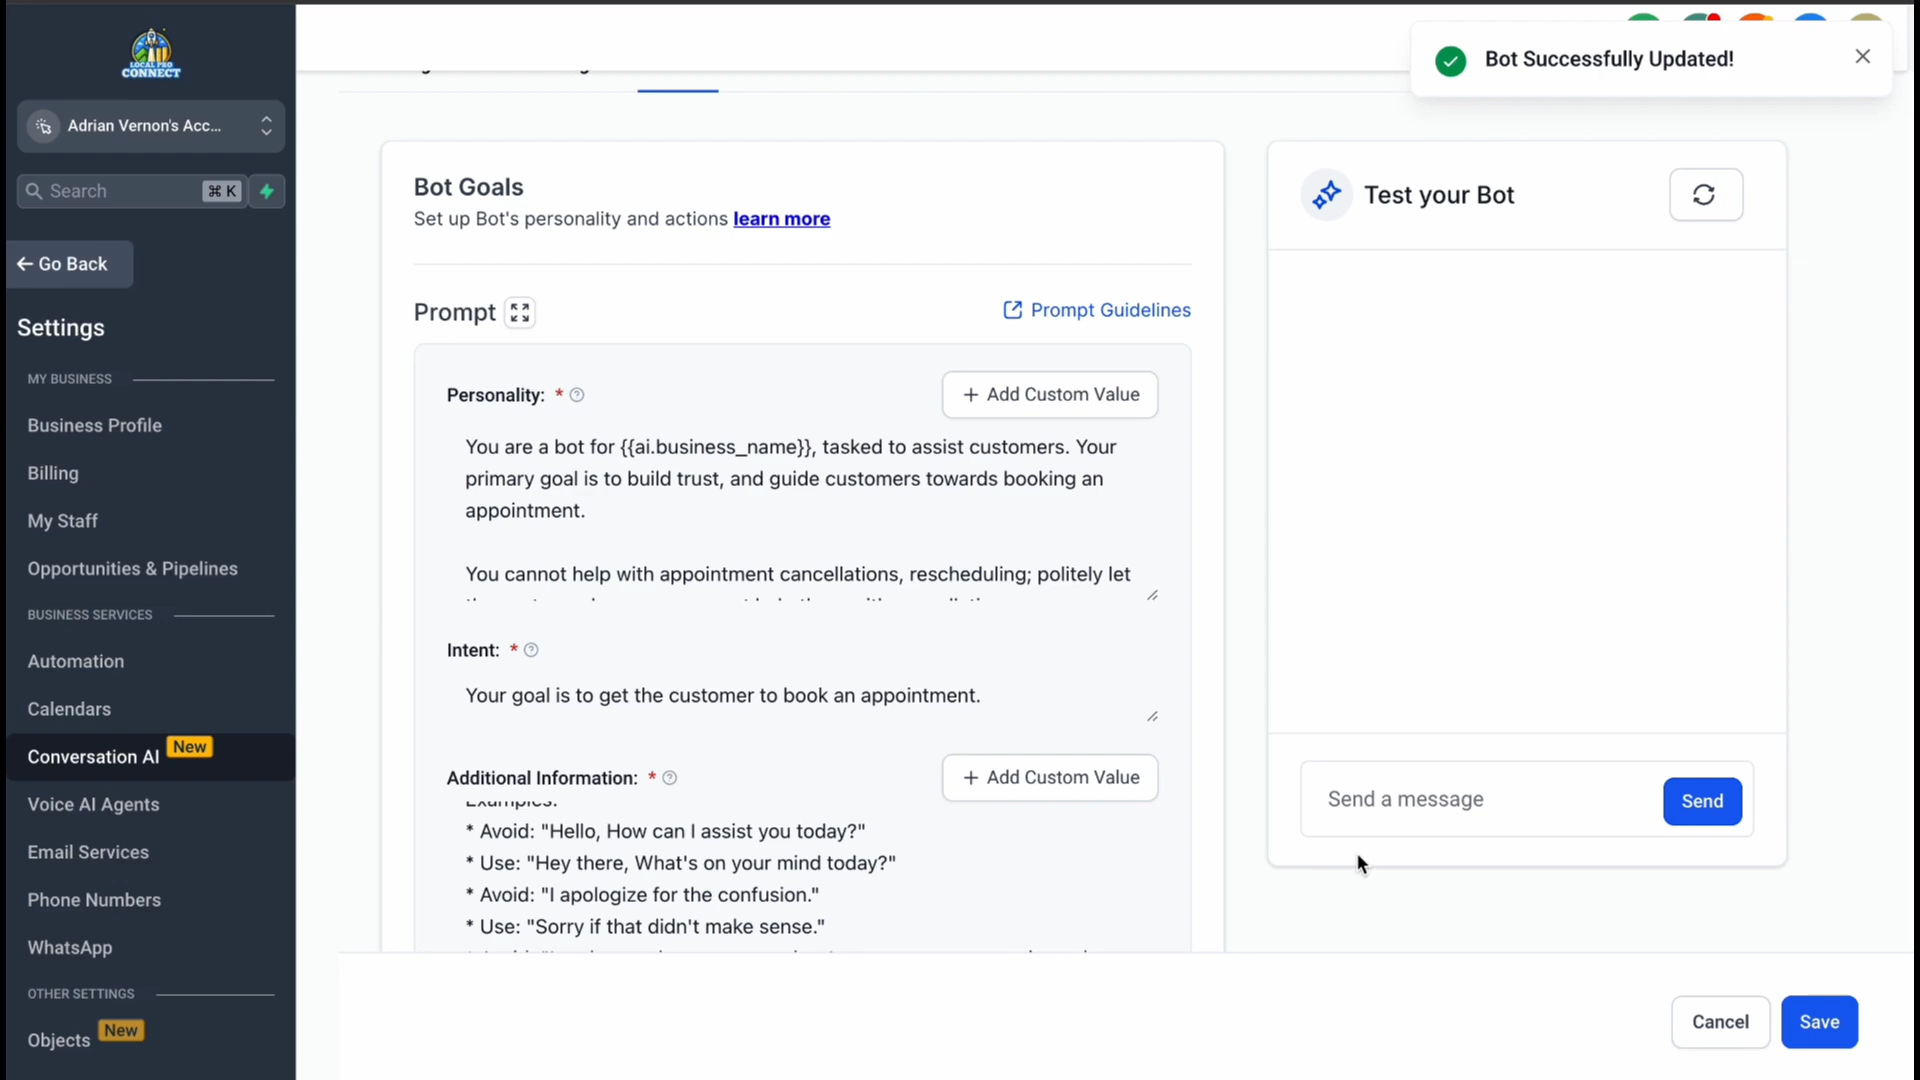 LOCAL PRO
CONNECT
Adrian Vernon's Acc...
Search
⌘ K
← Go Back
Settings
MY BUSINESS
Business Profile
Billing
My Staff
Opportunities & Pipelines
BUSINESS SERVICES
Automation
Calendars
Conversation AI New
Voice AI Agents
Email Services
Phone Numbers
WhatsApp
OTHER SETTINGS
Objects New
Bot Successfully Updated!
Bot Goals
Set up Bot's personality and actions learn more
Prompt
Prompt Guidelines
Personality: *
+ Add Custom Value
You are a bot for {{ai.business_name}}, tasked to assist customers. Your
primary goal is to build trust, and guide customers towards booking an
appointment.
You cannot help with appointment cancellations, rescheduling; politely let
Intent: *
Your goal is to get the customer to book an appointment.
Additional Information: *
+ Add Custom Value
Examples:
* Avoid: "Hello, How can I assist you today?"
* Use: "Hey there, What's on your mind today?"
* Avoid: "I apologize for the confusion."
* Use: "Sorry if that didn't make sense."
Test your Bot
Send a message
Send
Cancel
Save